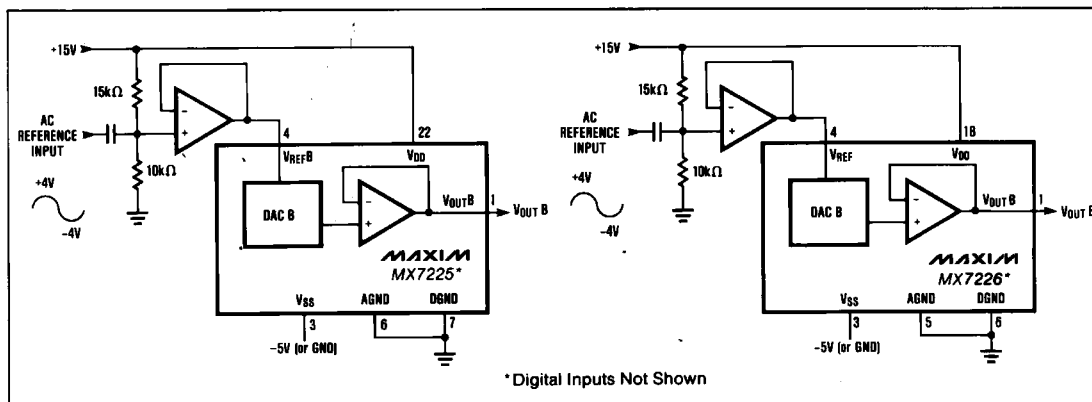 +15V
15kΩ
AC
REFERENCE
INPUT
10kΩ
+4V
-4V
-
+
4
22
VREFB
VDD
DAC B
-
+
VOUTB
1
VOUT B
MAXIM
MX7225*
VSS
AGND
DGND
3
6
7
-5V (or GND)
+15V
15kΩ
AC
REFERENCE
INPUT
10kΩ
+4V
-4V
-
+
4
18
VREF
VDD
DAC B
-
+
VOUTB
1
VOUT B
MAXIM
MX7226*
VSS
AGND
DGND
3
5
6
-5V (or GND)
*Digital Inputs Not Shown